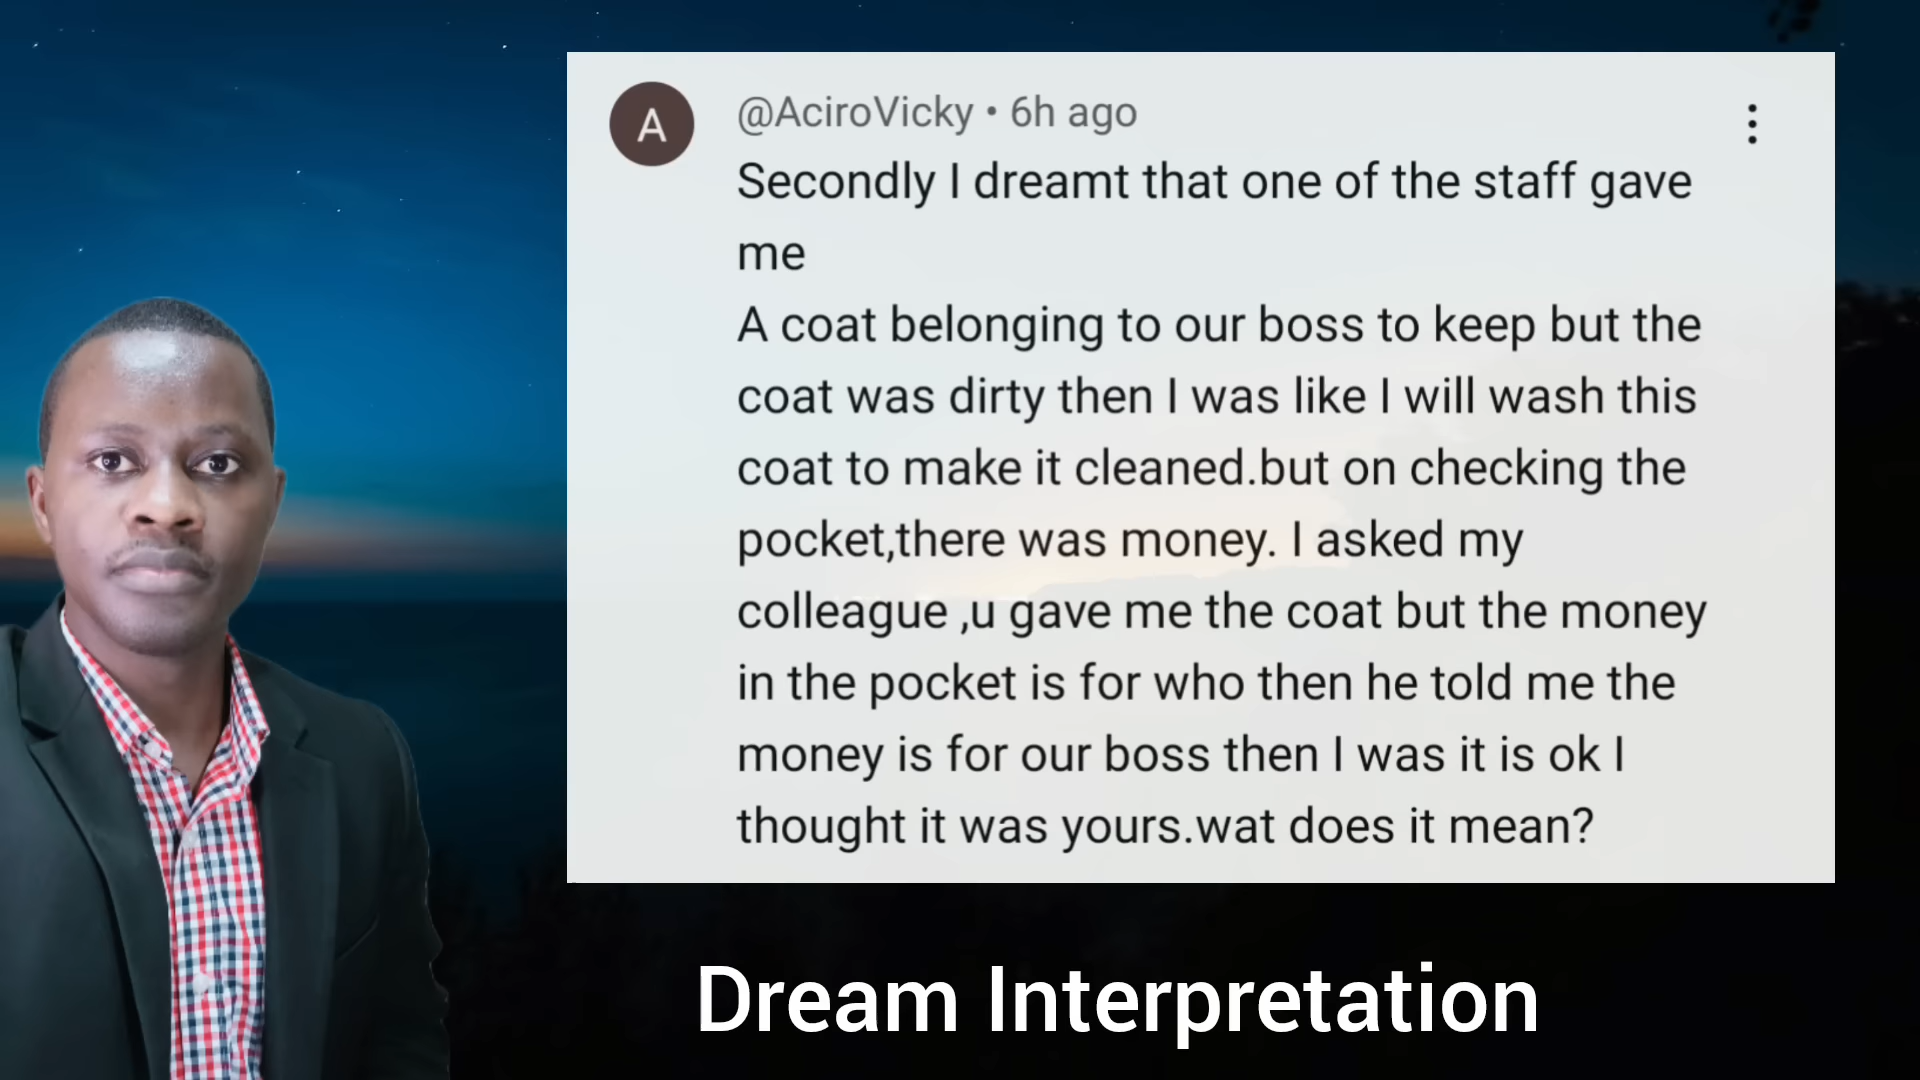 A
@AciroVicky • 6h ago
Secondly I dreamt that one of the staff gave
me
A coat belonging to our boss to keep but the
coat was dirty then I was like I will wash this
coat to make it cleaned.but on checking the
pocket,there was money. I asked my
colleague ,u gave me the coat but the money
in the pocket is for who then he told me the
money is for our boss then I was it is ok I
thought it was yours.wat does it mean?
Dream Interpretation